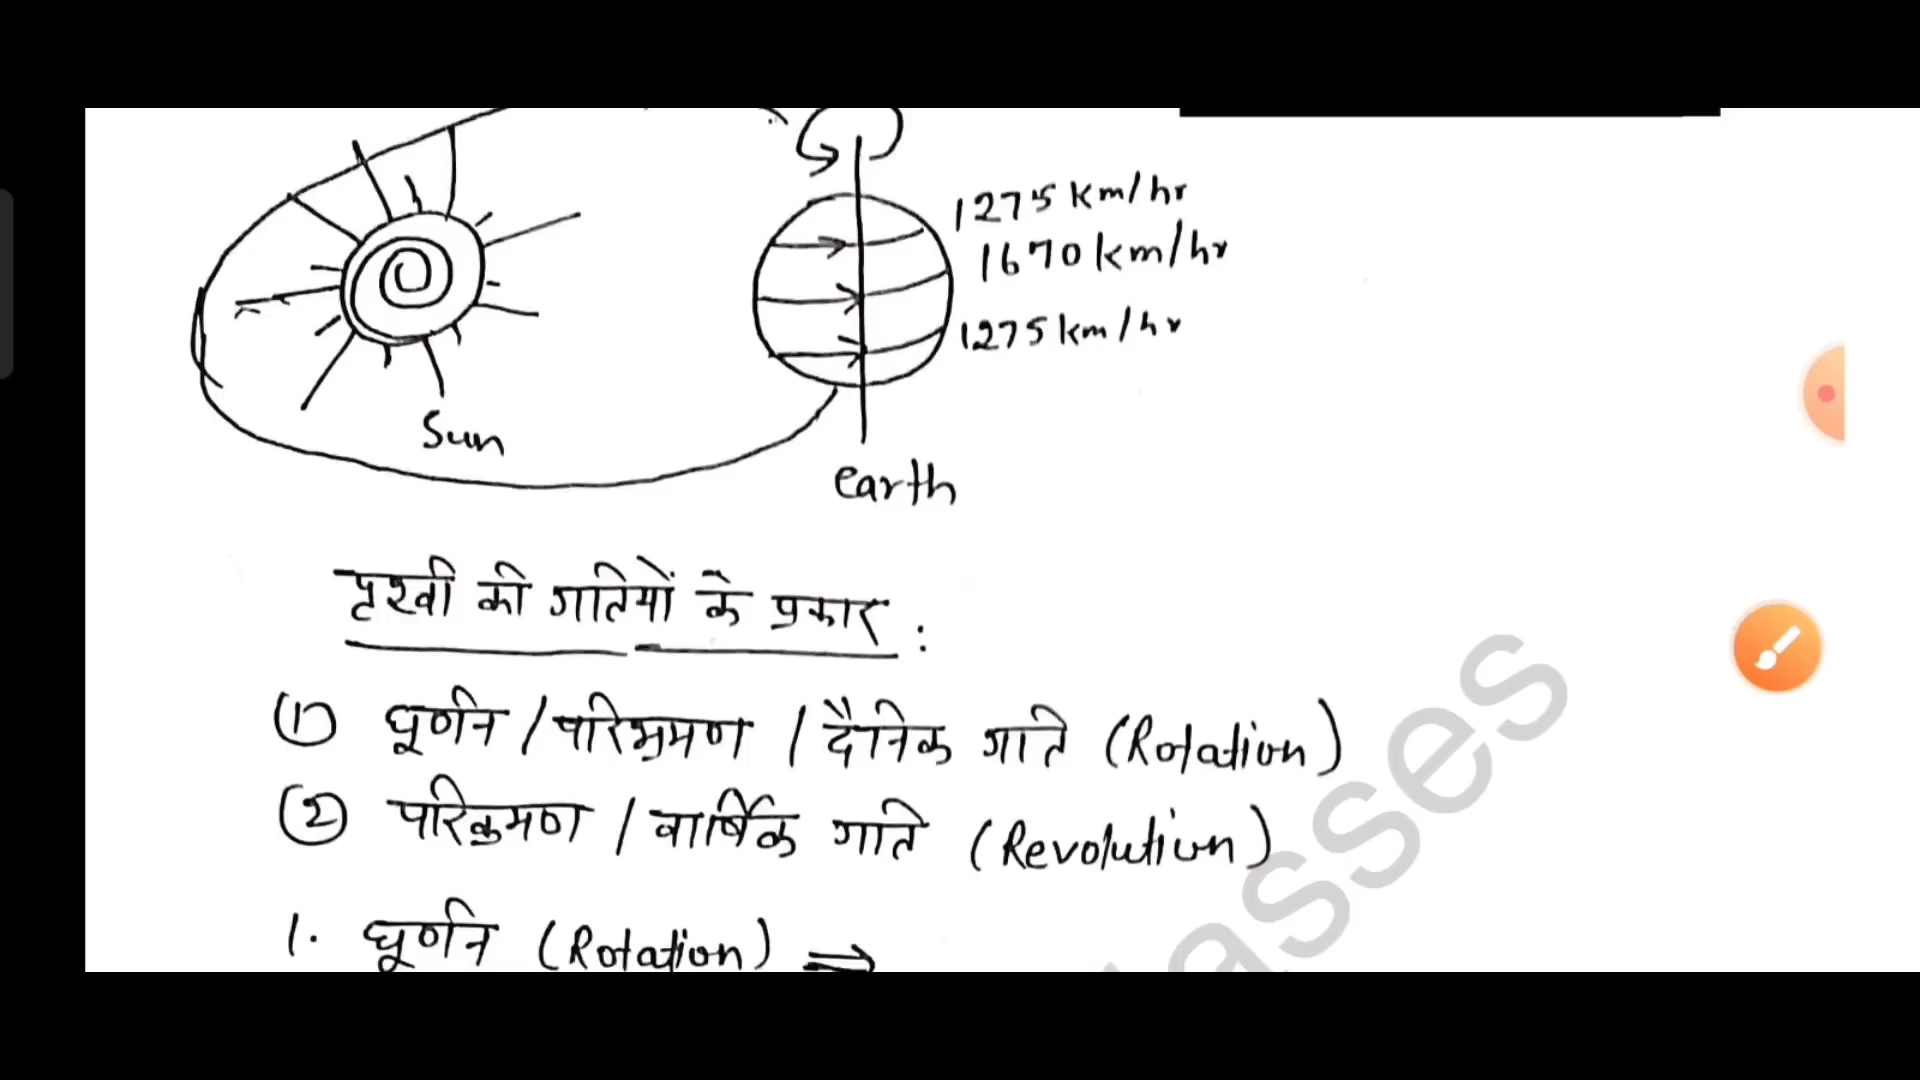 1275 km/hr
1670 km/hr
1275 km/hr
Sun
earth
पृथ्वी की गतियों के प्रकार :
(1) घूर्णन / परिभ्रमण / दैनिक गति (Rotation)
(2) परिक्रमण / वार्षिक गति (Revolution)
1. घूर्णन (Rotation) ⇒
asses